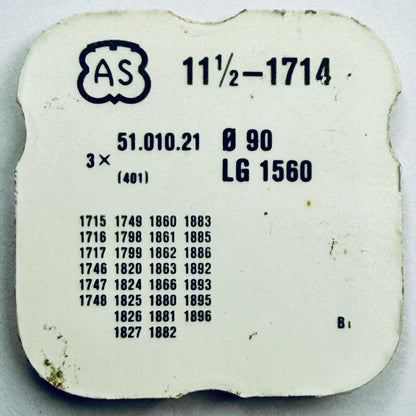 AS 11½-1714
3× 51.010.21 Ø 90
(401) LG 1560
1715 1749 1860 1883
1716 1798 1861 1885
1717 1799 1862 1886
1746 1820 1863 1892
1747 1824 1866 1893
1748 1825 1880 1895
1826 1881 1896
1827 1882
B